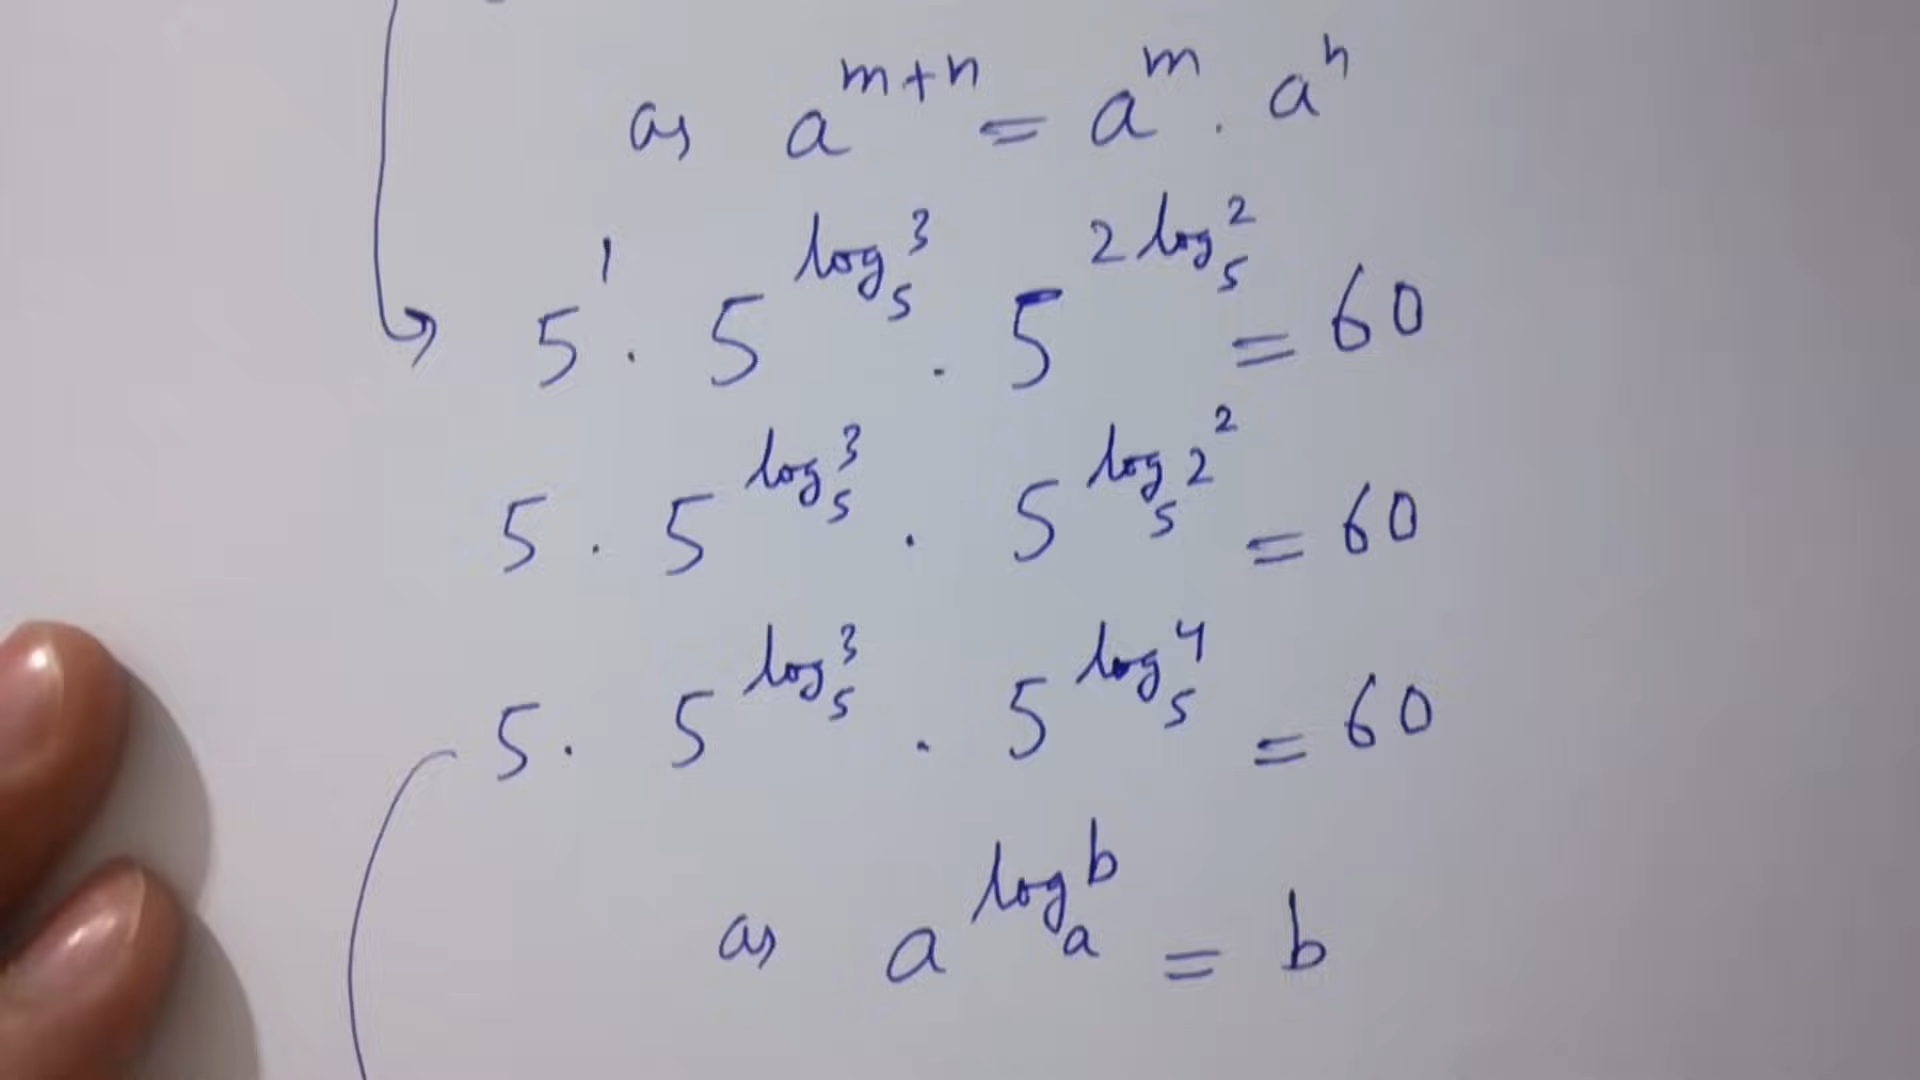 as a^{m+n} = a^m . a^n
5^1 . 5^{log_5 3} . 5^{2 log_5 2} = 60
5 . 5^{log_5 3} . 5^{log_5 2^2} = 60
5 . 5^{log_5 3} . 5^{log_5 4} = 60
as a^{log_a b} = b